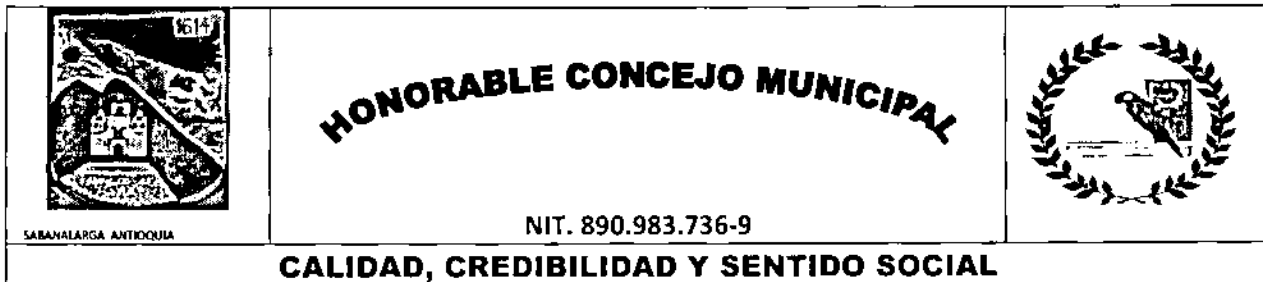 1614
SABANALARGA ANTIOQUIA
HONORABLE CONCEJO MUNICIPAL
NIT. 890.983.736-9
CALIDAD, CREDIBILIDAD Y SENTIDO SOCIAL